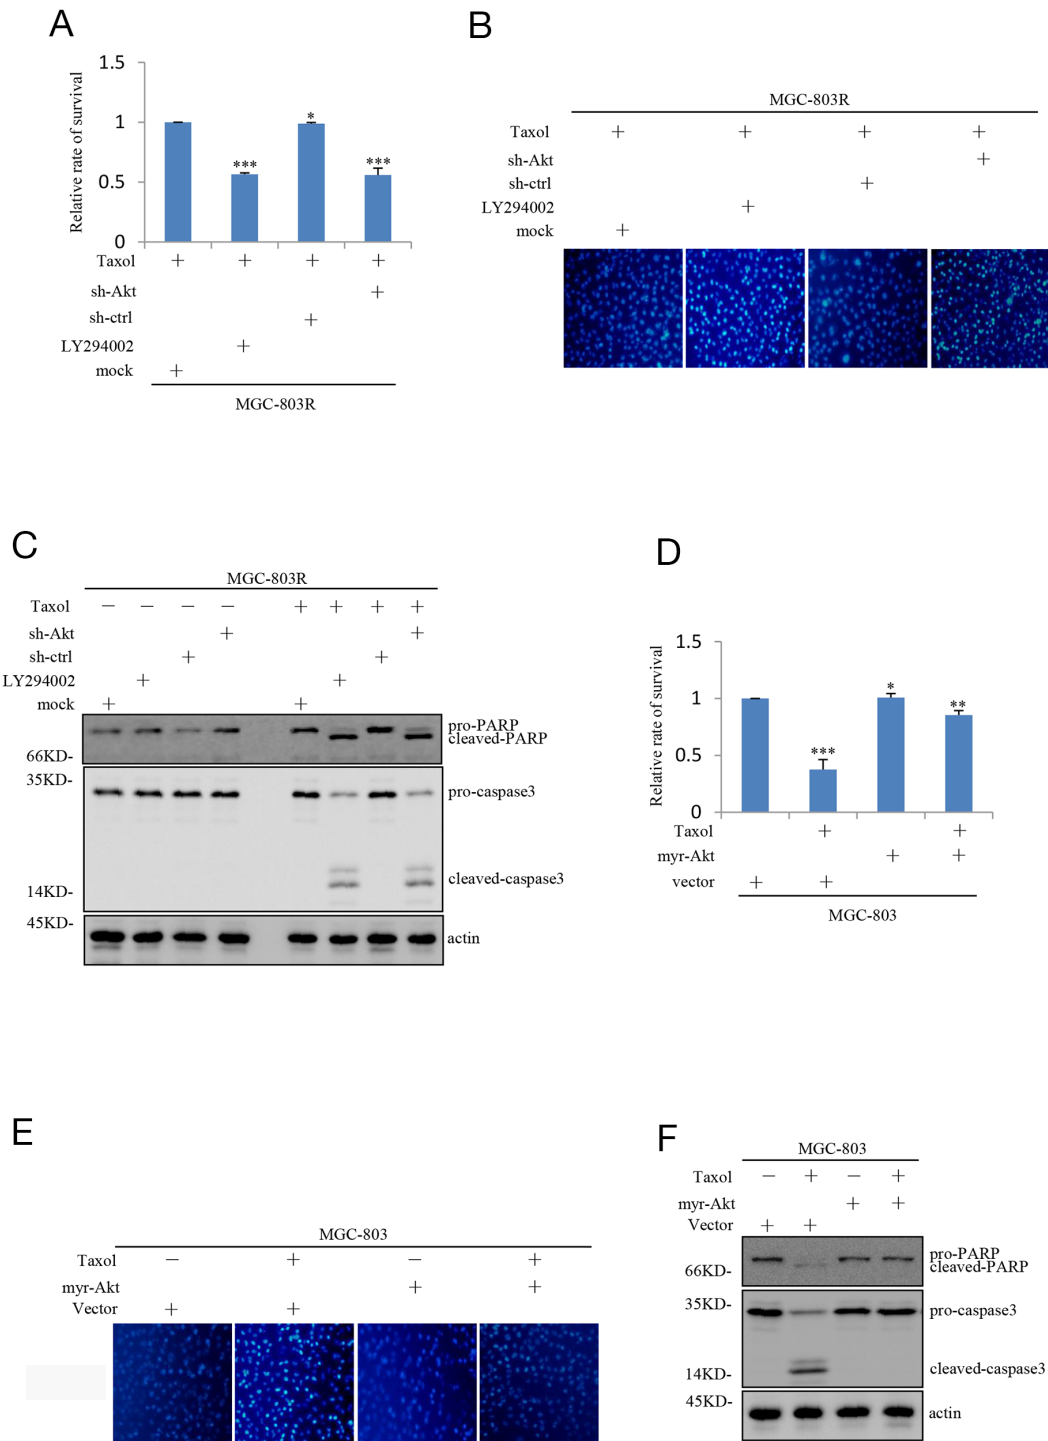 A
1.5
1
0.5
0
Relative rate of survival
*** * ***
Taxol + + + +
sh-Akt +
sh-ctrl +
LY294002 +
mock +
MGC-803R
B
MGC-803R
Taxol + + + +
sh-Akt +
sh-ctrl +
LY294002 +
mock +
C
MGC-803R
Taxol − − − − + + + +
sh-Akt + +
sh-ctrl + +
LY294002 + +
mock + +
pro-PARP
cleaved-PARP
66KD-
35KD-
pro-caspase3
cleaved-caspase3
14KD-
45KD-
actin
D
1.5
1
0.5
0
Relative rate of survival
*** * **
Taxol + +
myr-Akt + +
vector + +
MGC-803
E
MGC-803
Taxol − + − +
myr-Akt + +
Vector + +
F
MGC-803
Taxol − + − +
myr-Akt + +
Vector + +
pro-PARP
cleaved-PARP
66KD-
35KD-
pro-caspase3
cleaved-caspase3
14KD-
45KD-
actin